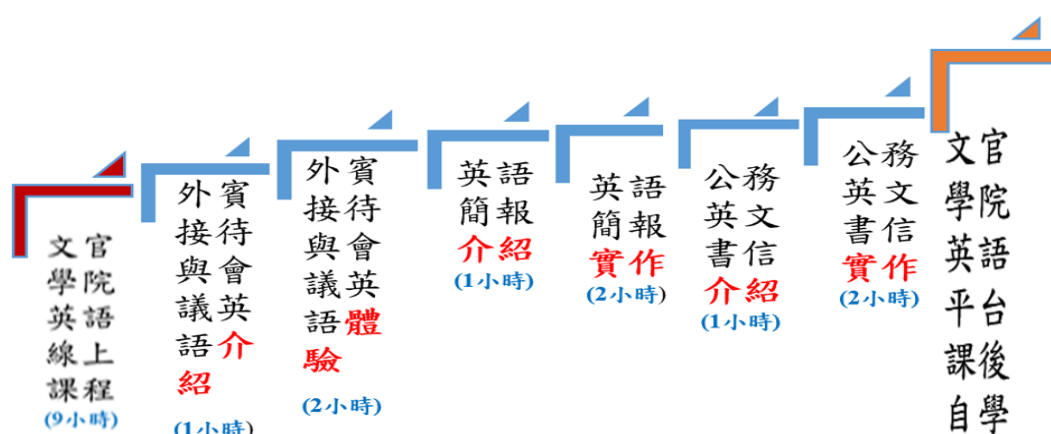 文官
學院
英語
線上
課程
(9小時)
外賓
接待
與會
議英
語介
紹
(1小時)
外賓
接待
與會
議英
語體
驗
(2小時)
英語
簡報
介紹
(1小時)
英語
簡報
實作
(2小時)
公務
英文
書信
介紹
(1小時)
公務
英文
書信
實作
(2小時)
文官
學院
英語
平台
課後
自學